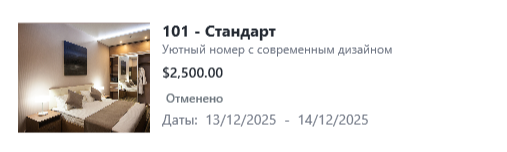 101 - Стандарт
Уютный номер с современным дизайном
$2,500.00
Отменено
Даты: 13/12/2025 - 14/12/2025